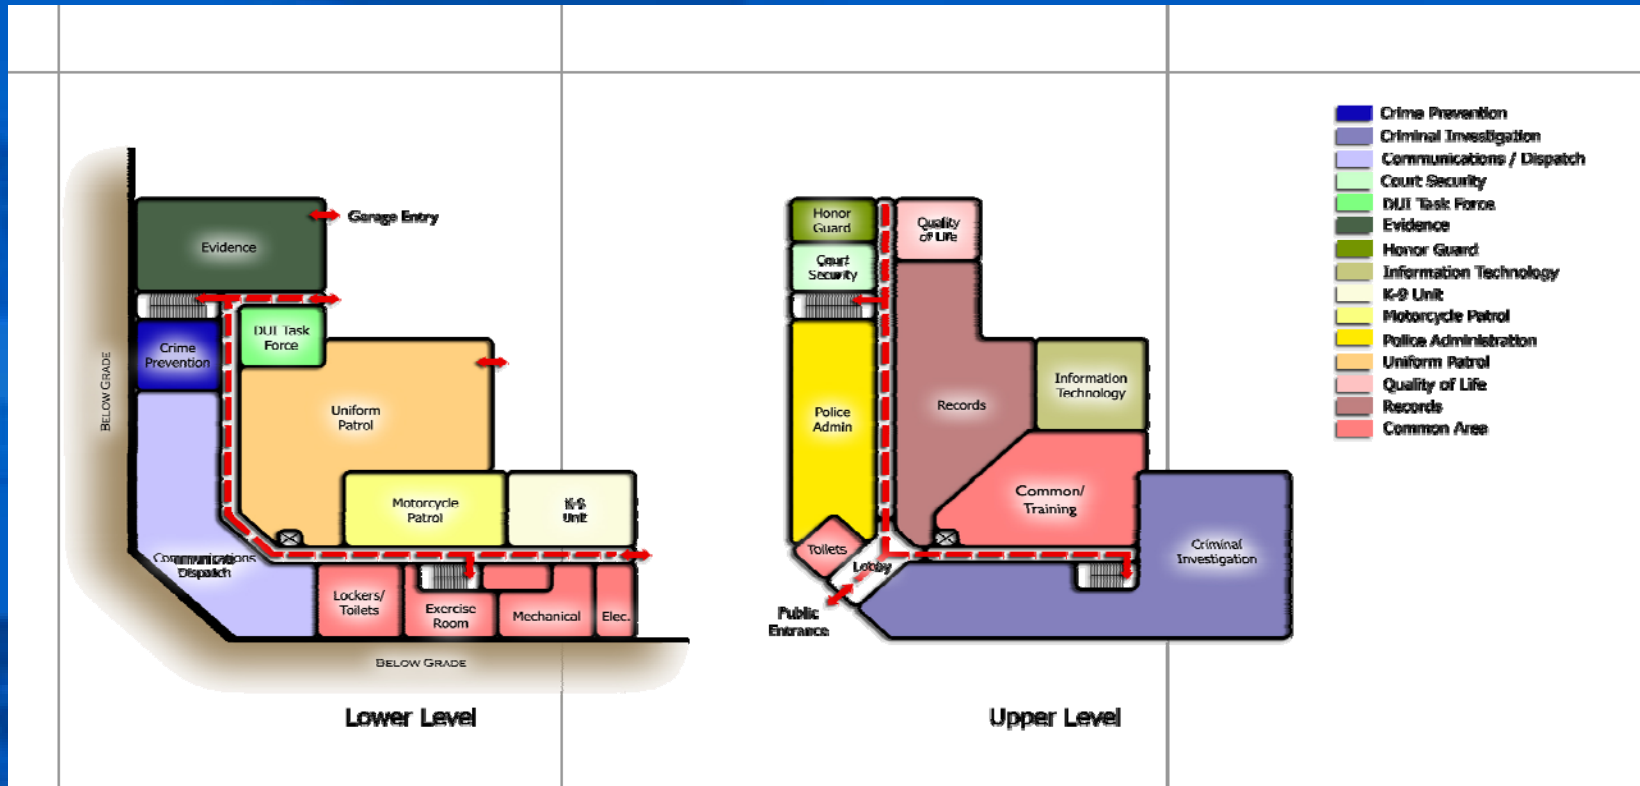 Crime Prevention
Criminal Investigation
Communications / Dispatch
Court Security
DUI Task Force
Evidence
Honor Guard
Information Technology
K-9 Unit
Motorcycle Patrol
Police Administration
Uniform Patrol
Quality of Life
Records
Common Area
Garage Entry
Evidence
DUI Task
Force
Crime
Prevention
BELOW GRADE
Uniform
Patrol
Motorcycle
Patrol
K-9
Unit
Communications
Dispatch
Lockers/
Toilets
Exercise
Room
Mechanical
Elec.
BELOW GRADE
Lower Level
Honor
Guard
Quality
of Life
Court
Security
Police
Admin
Records
Information
Technology
Common/
Training
Toilets
Lobby
Criminal
Investigation
Public
Entrance
Upper Level